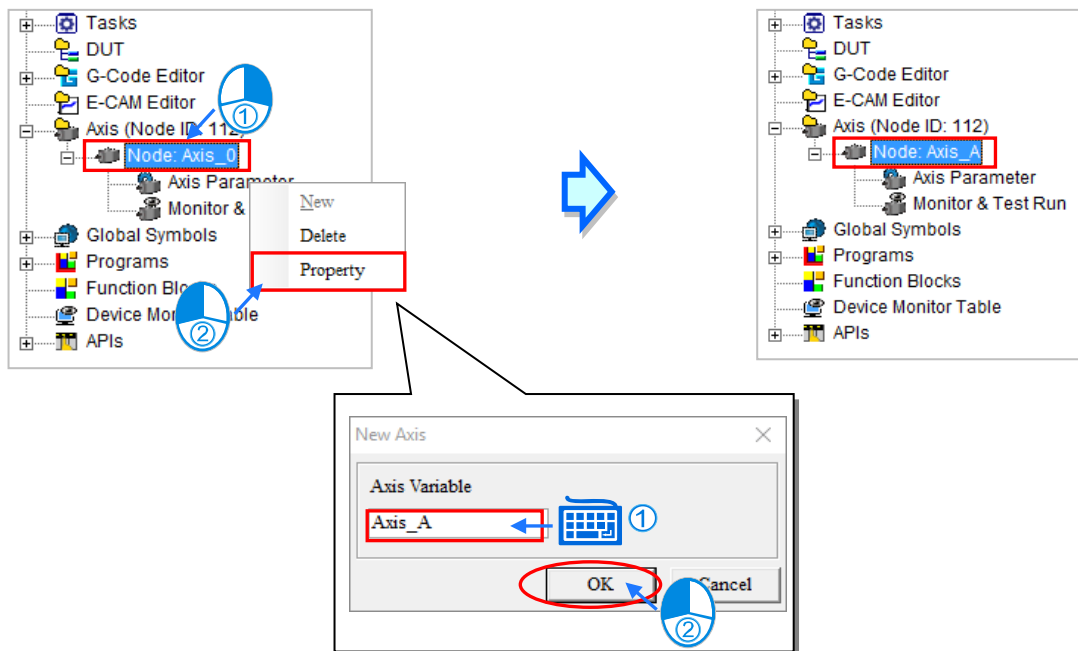 Tasks
DUT
G-Code Editor
E-CAM Editor
①
Axis (Node ID: 112)
Node: Axis_0
Axis Parameter
Monitor &
Global Symbols
Programs
Function Blocks
Device Monitor Table
APIs
②
New
Delete
Property
Tasks
DUT
G-Code Editor
E-CAM Editor
Axis (Node ID: 112)
Node: Axis_A
Axis Parameter
Monitor & Test Run
Global Symbols
Programs
Function Blocks
Device Monitor Table
APIs
New Axis
Axis Variable
Axis_A
①
OK
Cancel
②